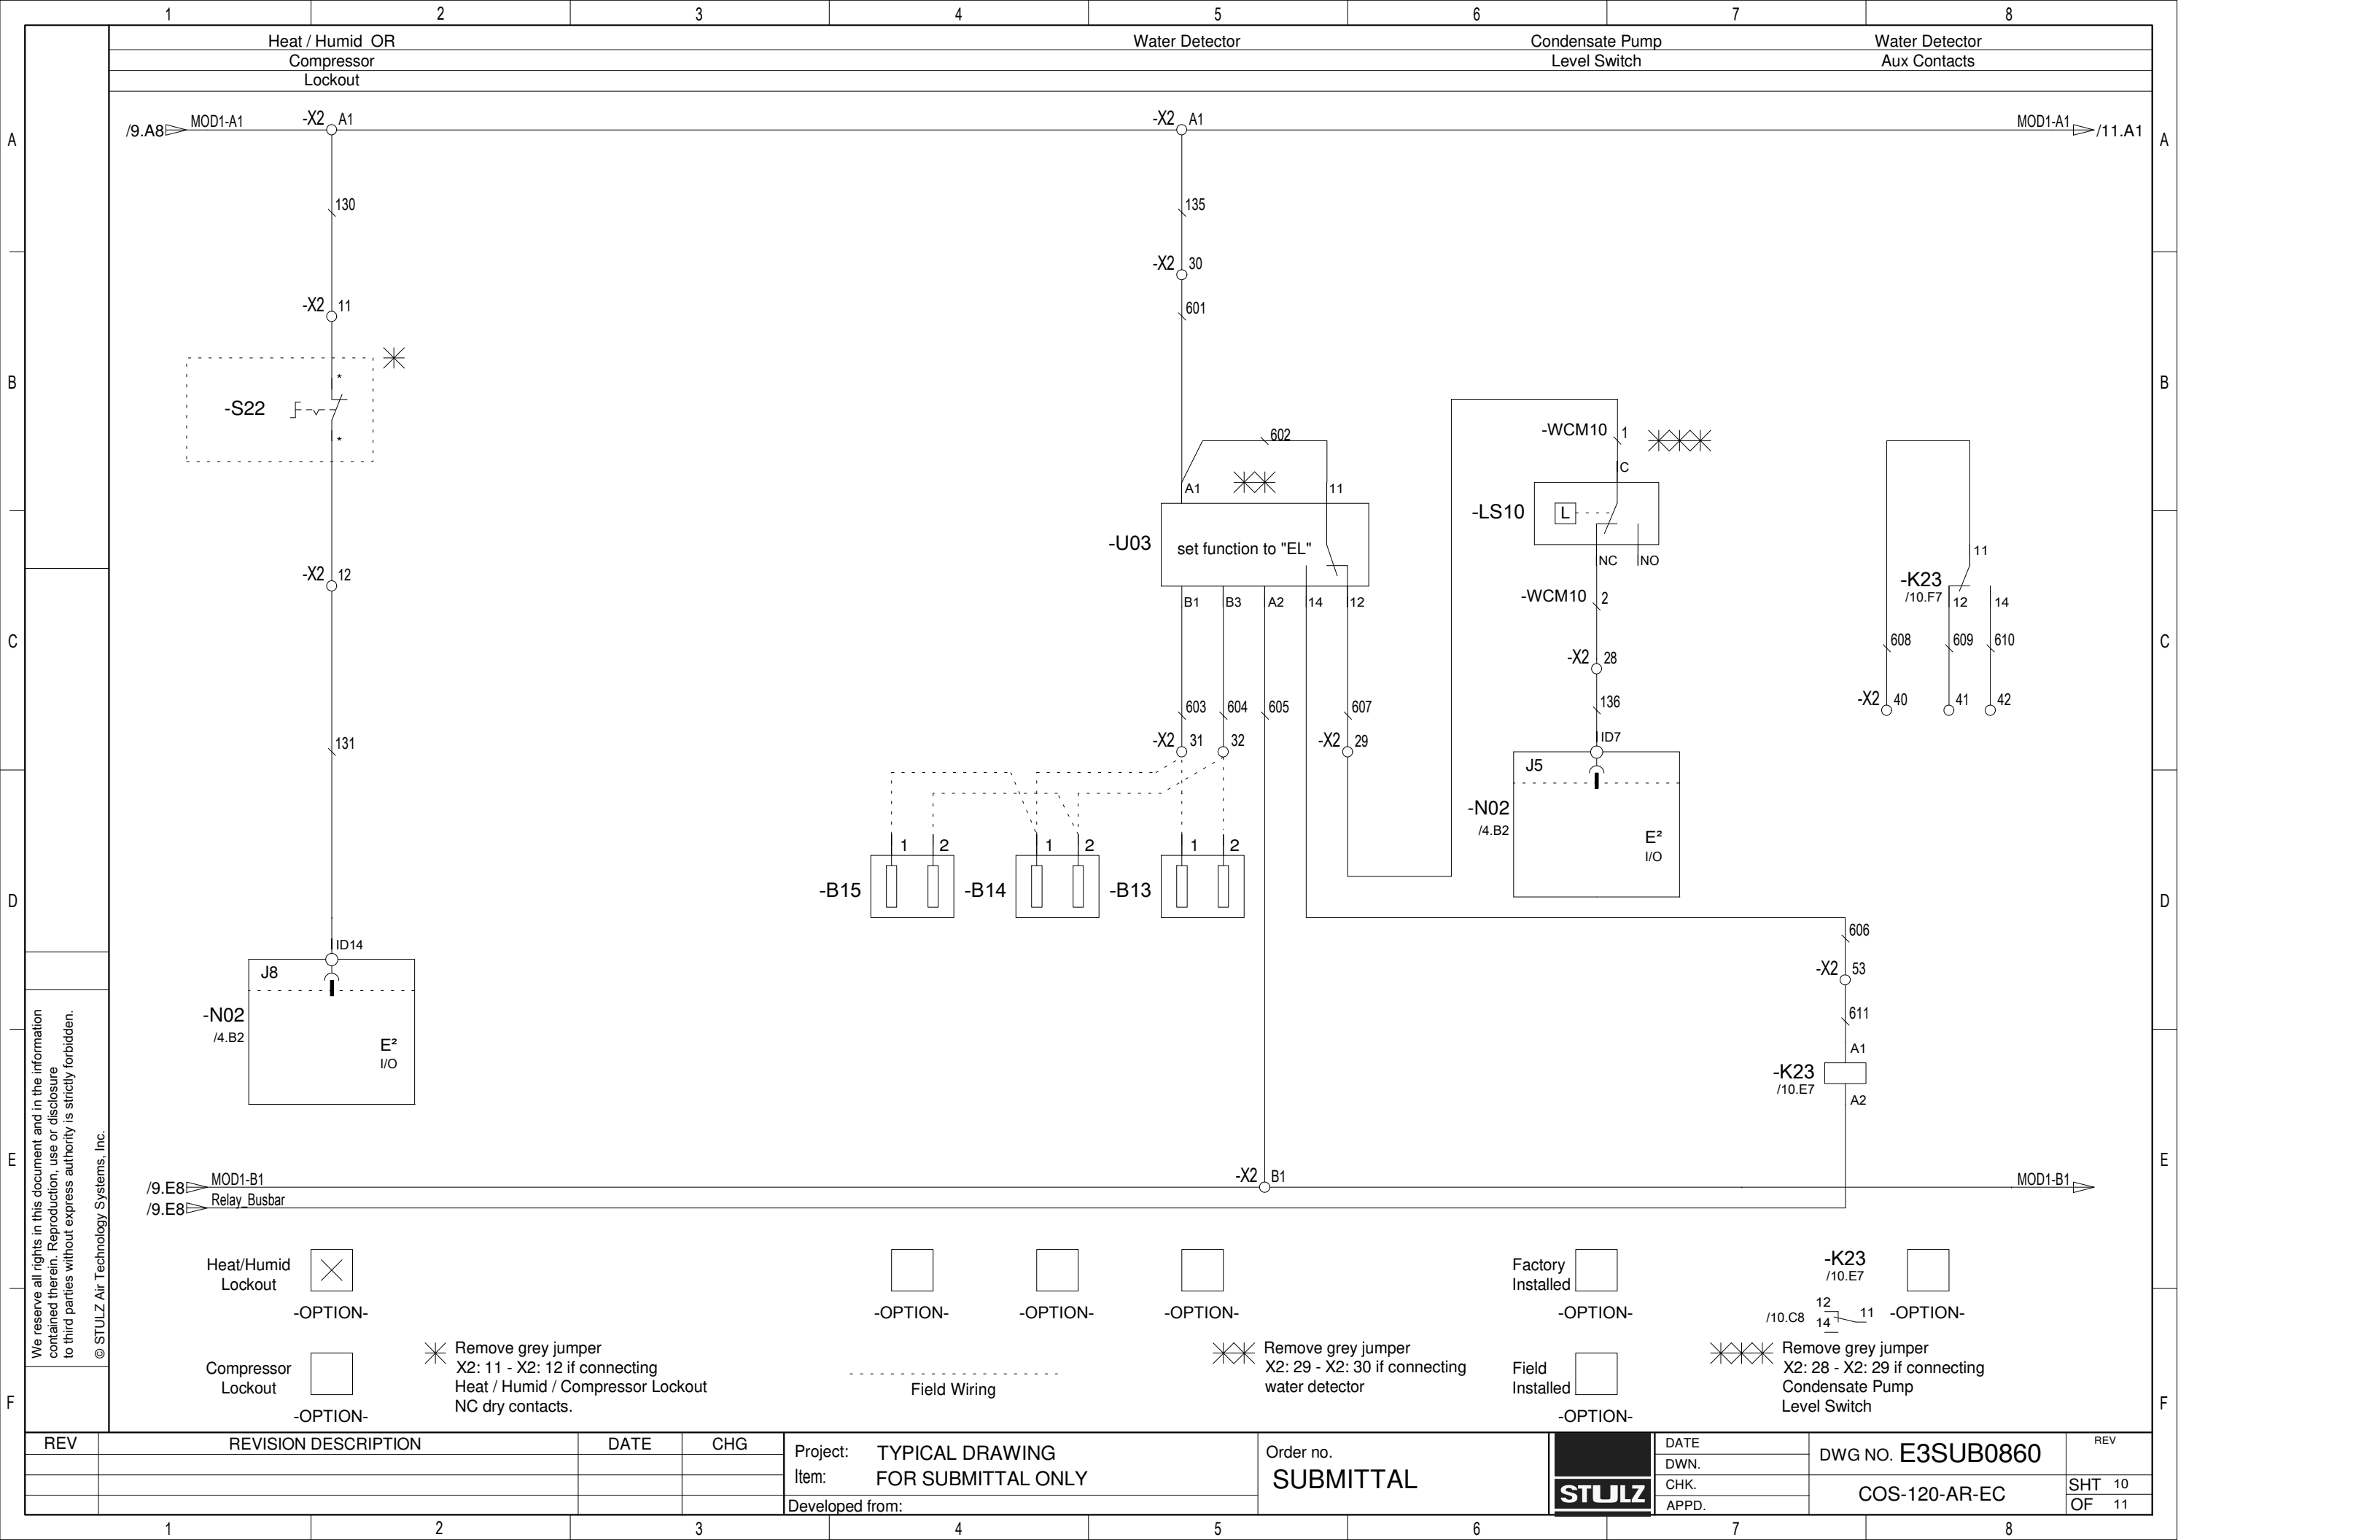 1 2 3 4 5 6 7 8
Heat / Humid OR
Compressor
Lockout
Water Detector
Condensate Pump
Level Switch
Water Detector
Aux Contacts
A
/9.A8 MOD1-A1
-X2 A1
-X2 A1
MOD1-A1 /11.A1
A
130
135
-X2 30
-X2 11
601
B
*
-S22
*
602
-WCM10 1
C
A1 11
B
-LS10 L
-U03 set function to "EL"
NC NO
11
-K23
/10.F7
12 14
-X2 12
B1 B3 A2 14 12
-WCM10 2
C
608 609 610
C
-X2 28
-X2 40 41 42
136
603 604 605 607
131
-X2 31 32
-X2 29
ID7
J5
-N02
/4.B2
E²
I/O
1 2 1 2 1 2
-B15 -B14 -B13
D
D
606
ID14
J8
-X2 53
-N02
/4.B2
611
E²
I/O
A1
-K23
/10.E7
A2
E
E
/9.E8 MOD1-B1
-X2 B1
MOD1-B1
/9.E8 Relay_Busbar
Heat/Humid
Lockout
-OPTION-
-OPTION-
-OPTION-
-OPTION-
Factory
Installed
-OPTION-
-K23
/10.E7
-OPTION-
12
/10.C8 14 11
Compressor
Lockout
-OPTION-
Remove grey jumper
X2: 11 - X2: 12 if connecting
Heat / Humid / Compressor Lockout
NC dry contacts.
Field Wiring
Remove grey jumper
X2: 29 - X2: 30 if connecting
water detector
Field
Installed
-OPTION-
Remove grey jumper
X2: 28 - X2: 29 if connecting
Condensate Pump
Level Switch
F
F
We reserve all rights in this document and in the information
contained therein. Reproduction, use or disclosure
to third parties without express authority is strictly forbidden.
© STULZ Air Technology Systems, Inc.
REV REVISION DESCRIPTION DATE CHG
Project: TYPICAL DRAWING
Item: FOR SUBMITTAL ONLY
Developed from:
Order no.
SUBMITTAL
STULZ
DATE
DWN.
CHK.
APPD.
DWG NO. E3SUB0860
COS-120-AR-EC
REV
SHT 10
OF 11
1 2 3 4 5 6 7 8